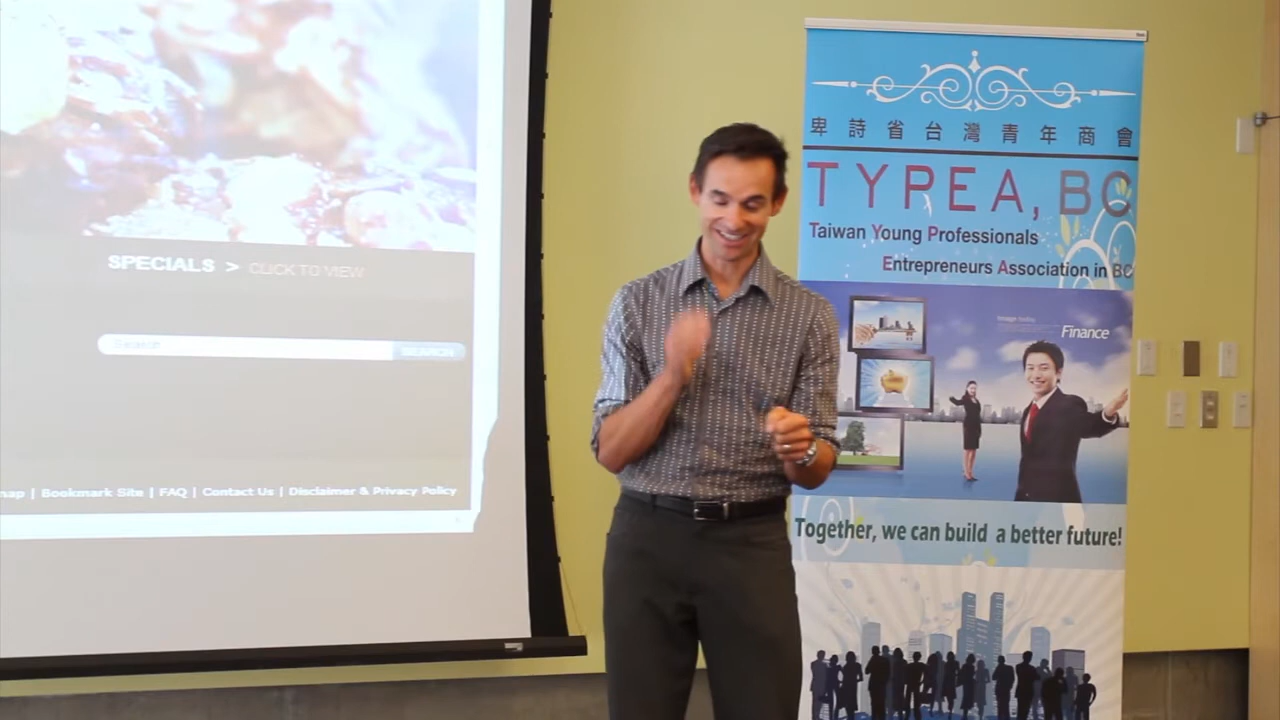 SPECIALS > CLICK TO VIEW
Search
SEARCH
map | Bookmark Site | FAQ | Contact Us | Disclaimer & Privacy Policy
卑詩省台灣青年商會
TYPEA, BC
Taiwan Young Professionals
Entrepreneurs Association in BC
Finance
Together, we can build a better future!